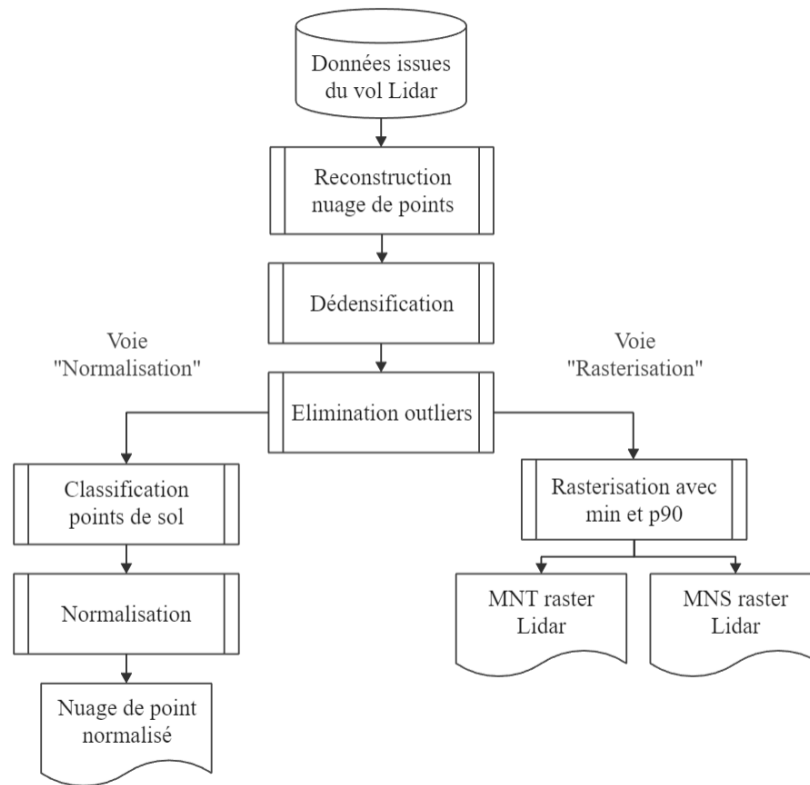 Données issues
du vol Lidar
Reconstruction
nuage de points
Dédensification
Voie
"Normalisation"
Voie
"Rasterisation"
Elimination outliers
Classification
points de sol
Rasterisation avec
min et p90
Normalisation
MNT raster
Lidar
MNS raster
Lidar
Nuage de point
normalisé